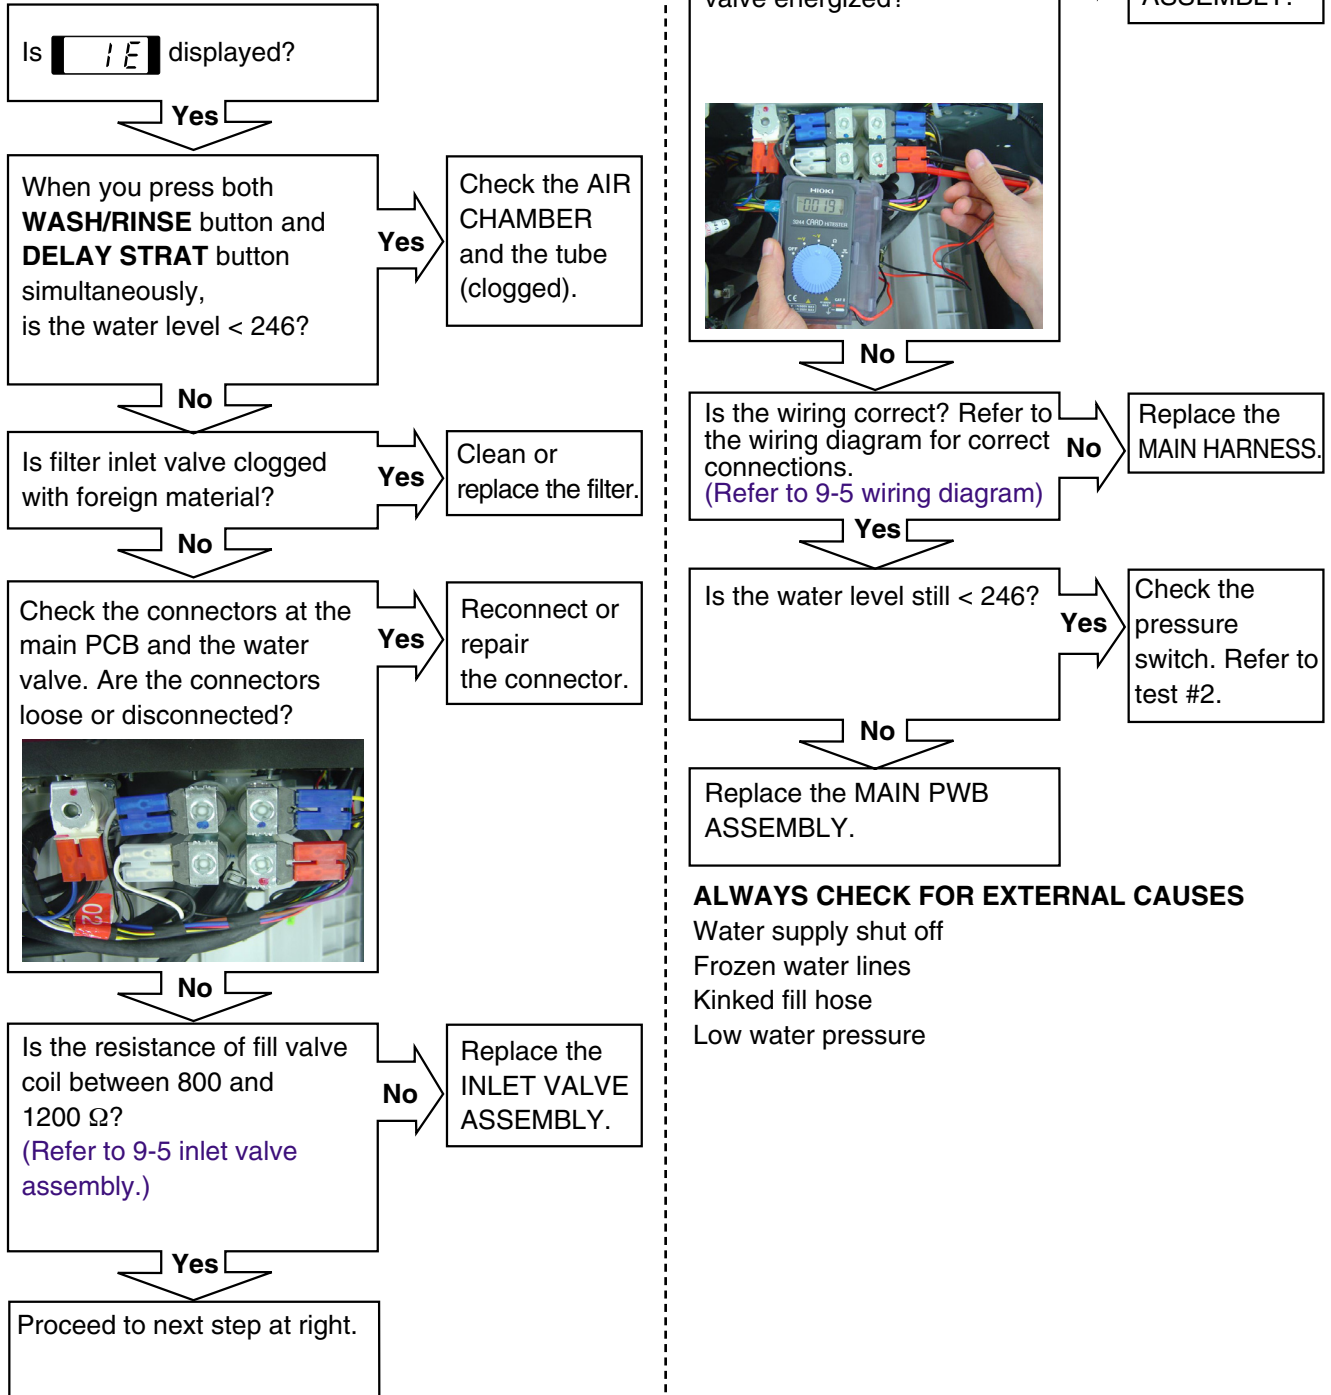 Is 1E displayed?
Yes
When you press both
WASH/RINSE button and
DELAY STRAT button
simultaneously,
is the water level < 246?
Yes
Check the AIR
CHAMBER
and the tube
(clogged).
No
Is filter inlet valve clogged
with foreign material?
Yes
Clean or
replace the filter.
No
Check the connectors at the
main PCB and the water
valve. Are the connectors
loose or disconnected?
Yes
Reconnect or
repair
the connector.
No
Is the resistance of fill valve
coil between 800 and
1200 Ω?
(Refer to 9-5 inlet valve
assembly.)
No
Replace the
INLET VALVE
ASSEMBLY.
Yes
Proceed to next step at right.
valve energized?
ASSEMBLY.
HIOKI
CARD HiTESTER
OFF
No
Is the wiring correct? Refer to
the wiring diagram for correct
connections.
(Refer to 9-5 wiring diagram)
No
Replace the
MAIN HARNESS.
Yes
Is the water level still < 246?
Yes
Check the
pressure
switch. Refer to
test #2.
No
Replace the MAIN PWB
ASSEMBLY.
ALWAYS CHECK FOR EXTERNAL CAUSES
Water supply shut off
Frozen water lines
Kinked fill hose
Low water pressure